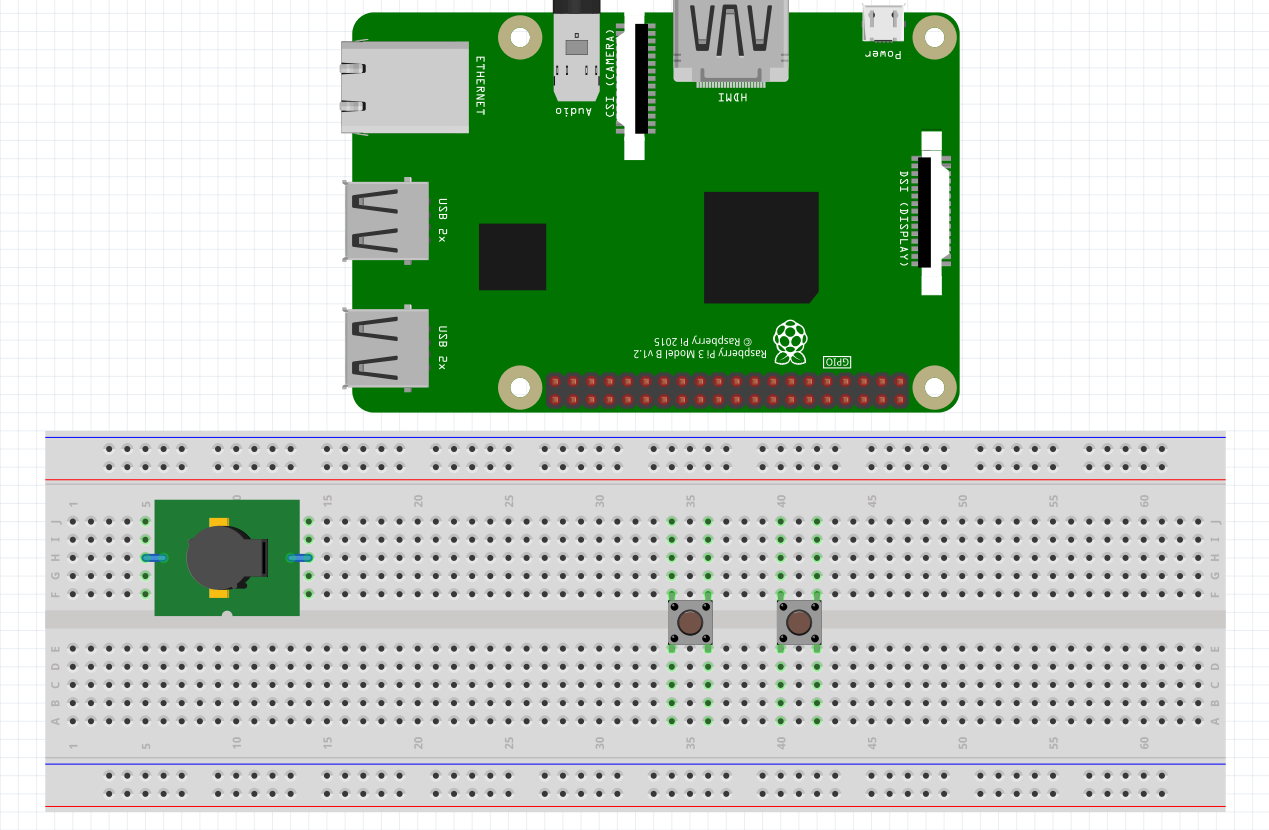 Power
HDMI
CSI (CAMERA)
Audio
ETHERNET
DSI (DISPLAY)
USB 2x
USB 2x
Raspberry Pi 3 Model B v1.2
© Raspberry Pi 2015
GPIO
1 5 0 15 20 25 30 35 40 45 50 55 60
J J
I I
H H
G G
F F
E E
D D
C C
B B
A A
1 5 10 15 20 25 30 35 40 45 50 55 60